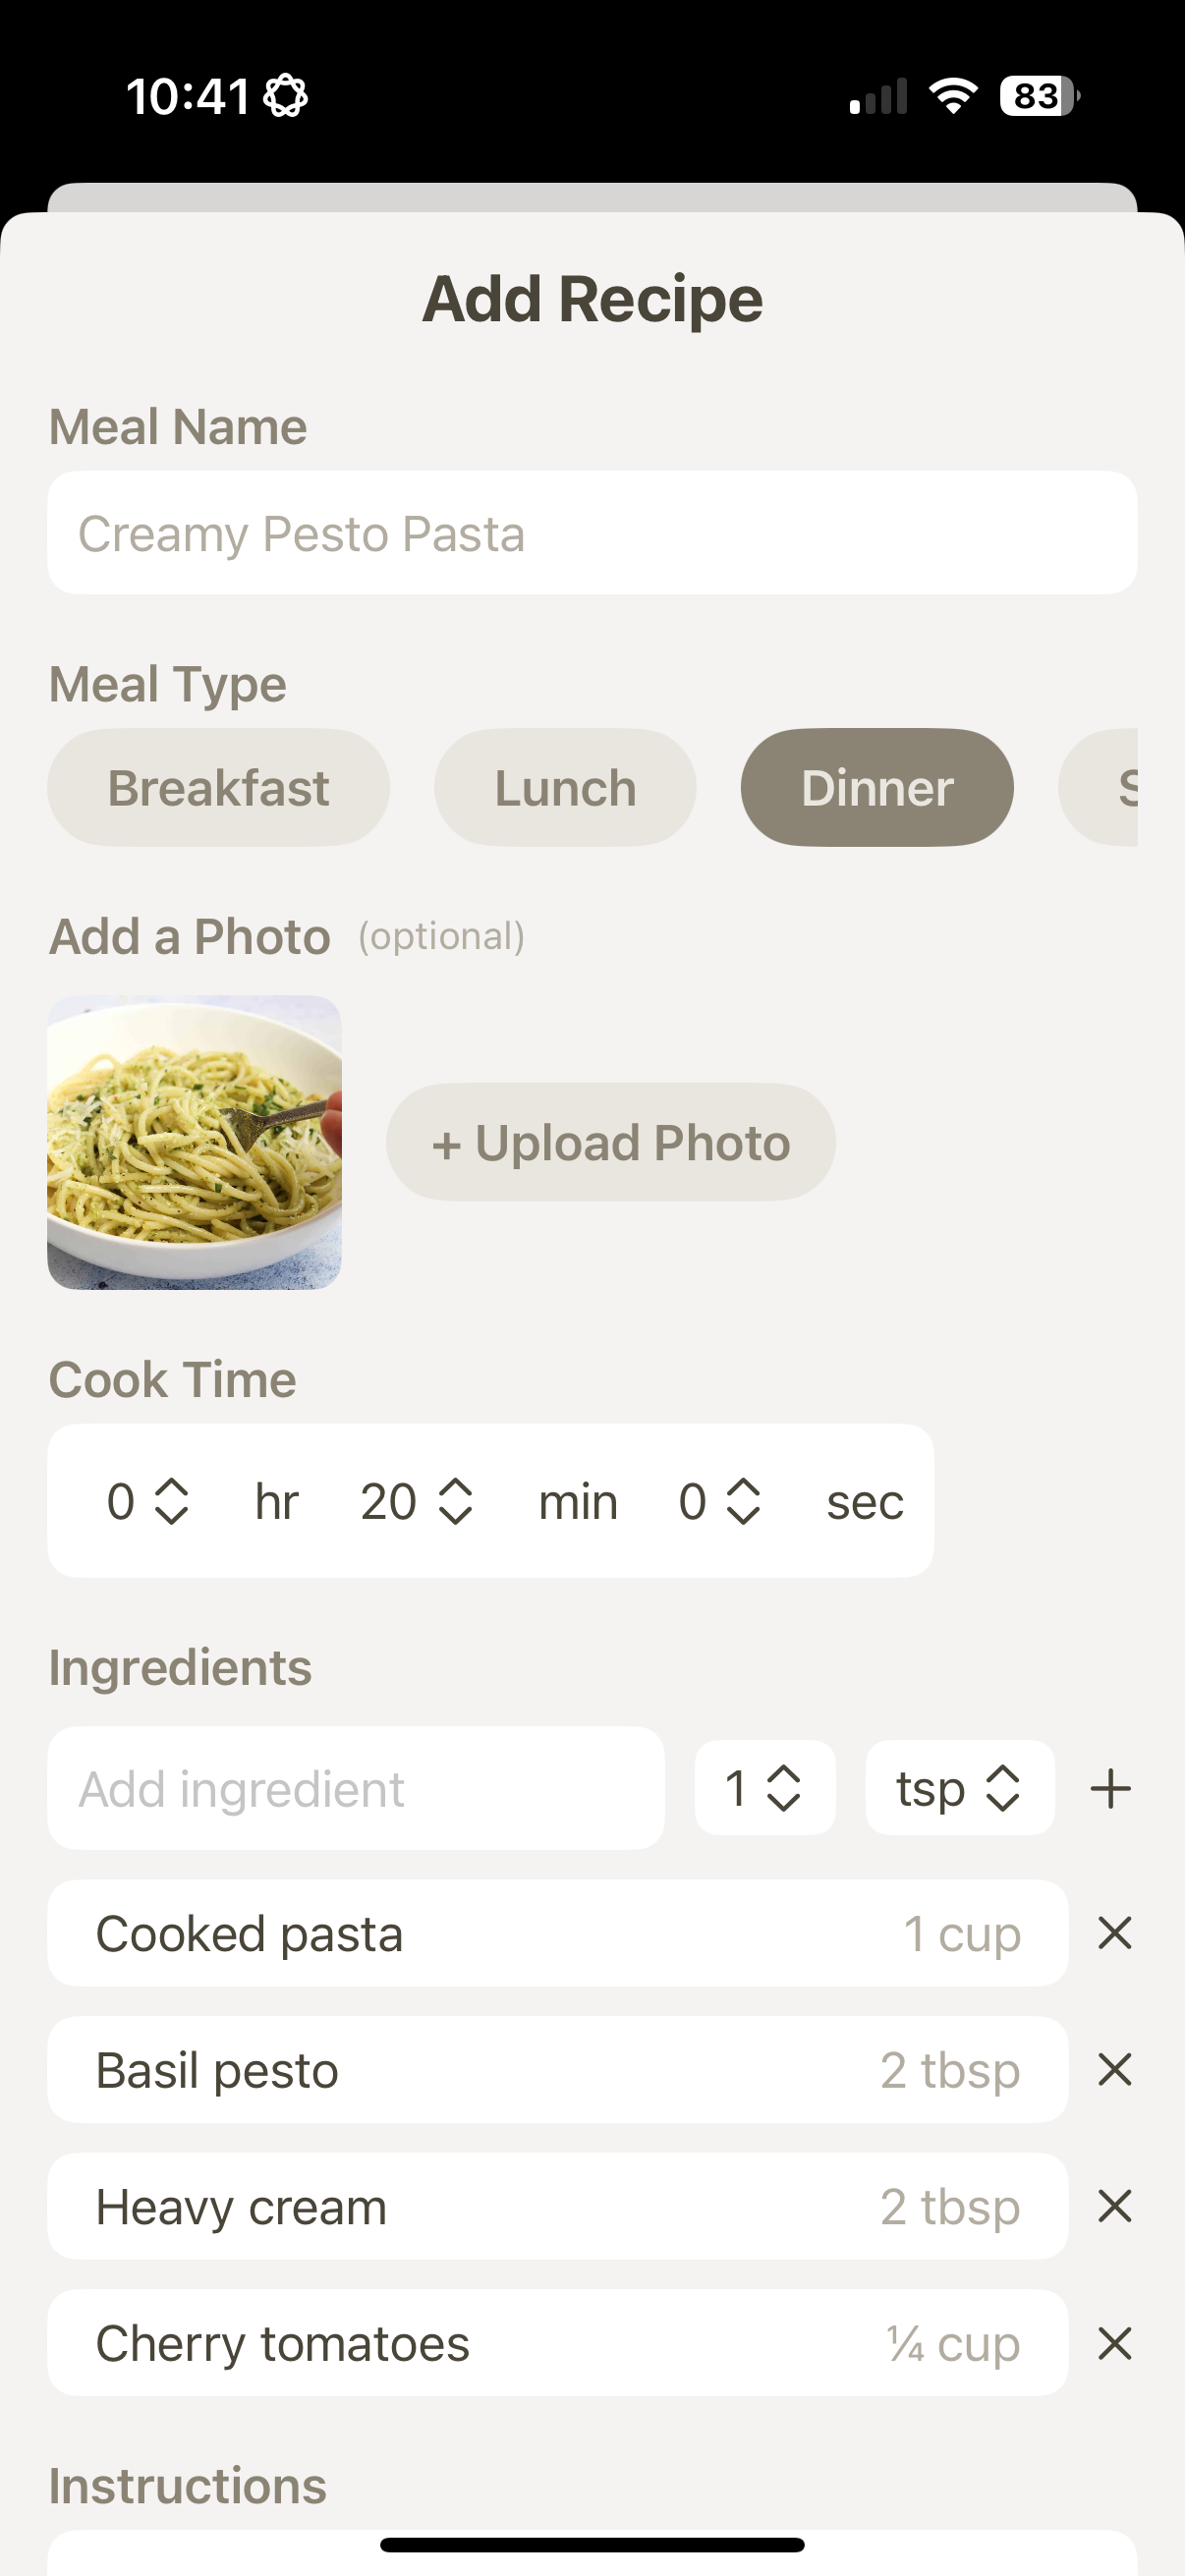 10:41 83
Add Recipe
Meal Name
Creamy Pesto Pasta
Meal Type
Breakfast Lunch Dinner S
Add a Photo (optional)
+ Upload Photo
Cook Time
0 hr 20 min 0 sec
Ingredients
Add ingredient 1 tsp +
Cooked pasta 1 cup
Basil pesto 2 tbsp
Heavy cream 2 tbsp
Cherry tomatoes ¼ cup
Instructions